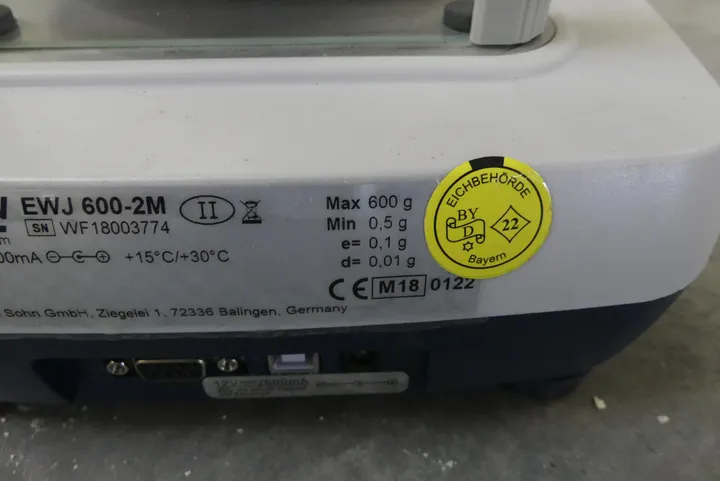 EWJ 600-2M
II
SN WF18003774
00mA +15°C/+30°C
Sohn GmbH, Ziegelei 1, 72336 Balingen, Germany
Max 600 g
Min 0,5 g
e= 0,1 g
d= 0,01 g
CE M18 0122
EICHBEHÖRDE
BY
D
22
Bayern